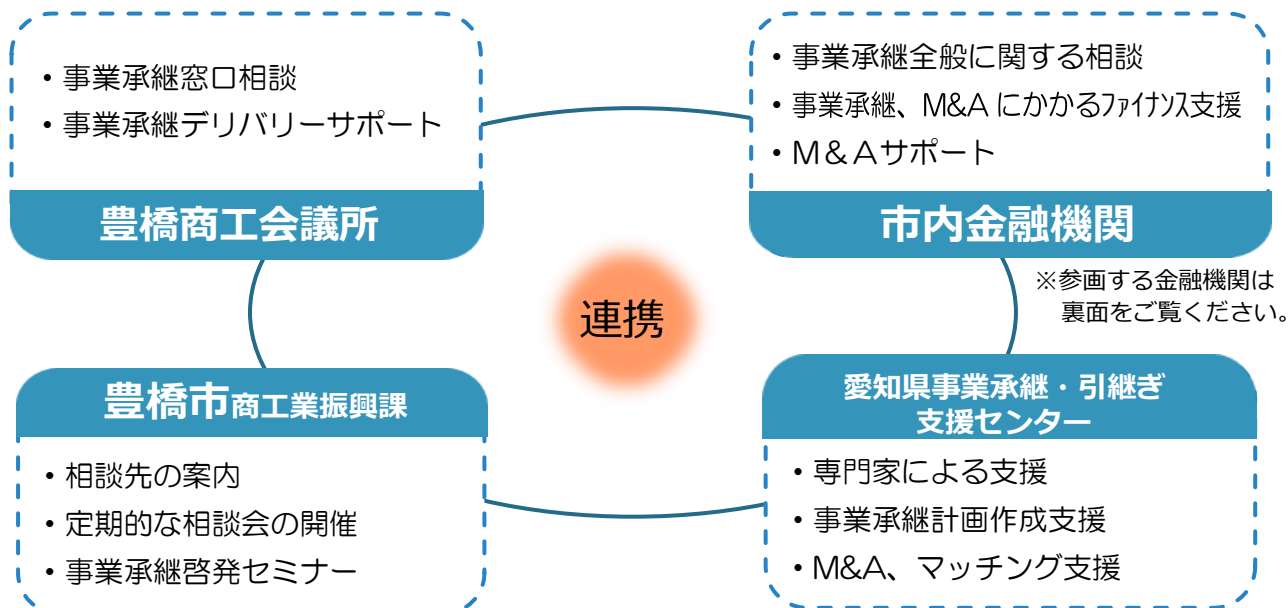 ・事業承継窓口相談
・事業承継デリバリーサポート
豊橋商工会議所
・事業承継全般に関する相談
・事業承継、M&Aにかかるファイナンス支援
・M&Aサポート
市内金融機関
※参画する金融機関は
裏面をご覧ください。
連携
豊橋市商工業振興課
・相談先の案内
・定期的な相談会の開催
・事業承継啓発セミナー
愛知県事業承継・引継ぎ
支援センター
・専門家による支援
・事業承継計画作成支援
・M&A、マッチング支援